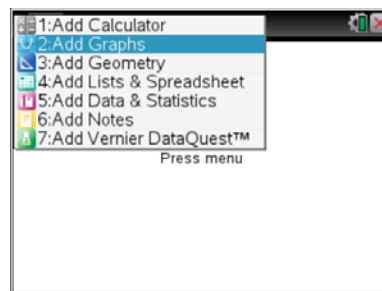 1:Add Calculator
2:Add Graphs
3:Add Geometry
4:Add Lists & Spreadsheet
5:Add Data & Statistics
6:Add Notes
7:Add Vernier DataQuest™
Press menu